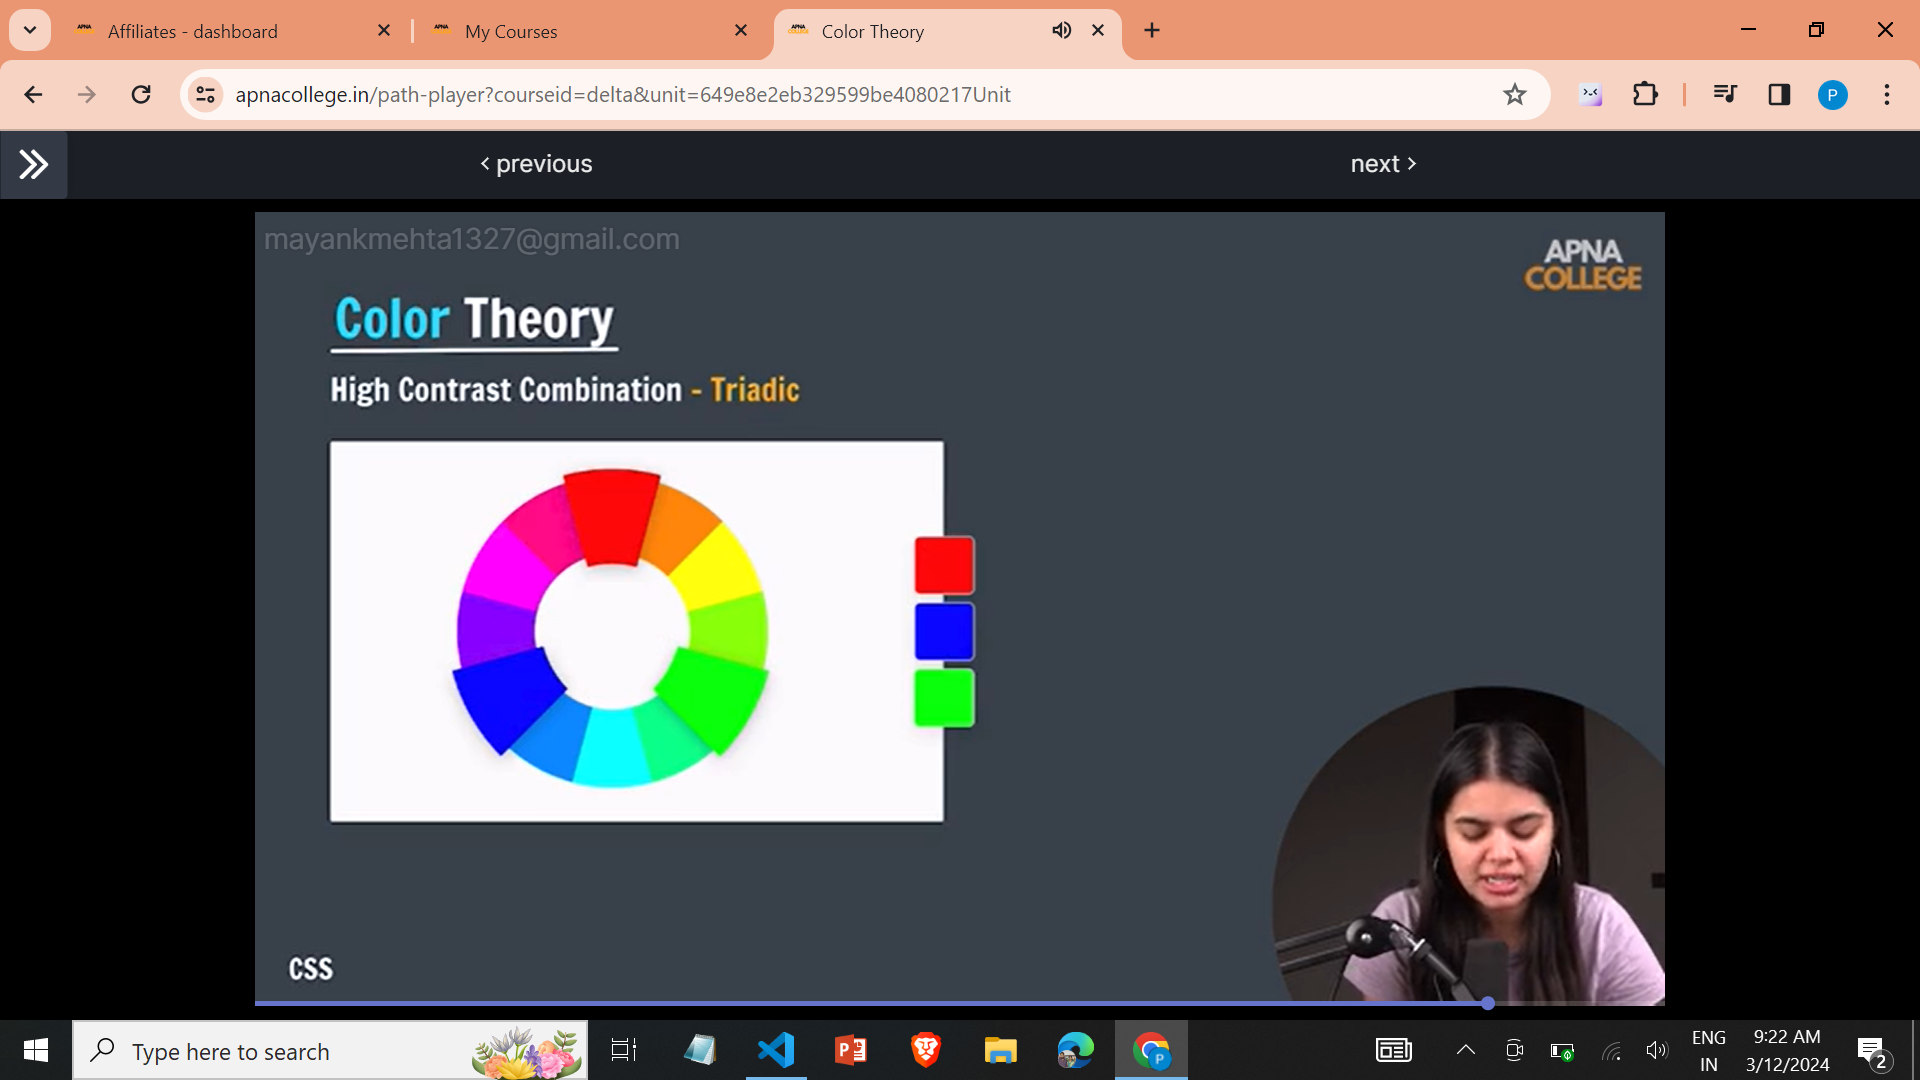 Affiliates - dashboard
My Courses
Color Theory
apnacollege.in/path-player?courseid=delta&unit=649e8e2eb329599be4080217Unit
P
‹ previous
next ›
mayankmehta1327@gmail.com
APNA
COLLEGE
Color Theory
High Contrast Combination - Triadic
CSS
Type here to search
ENG
IN
9:22 AM
3/12/2024
2